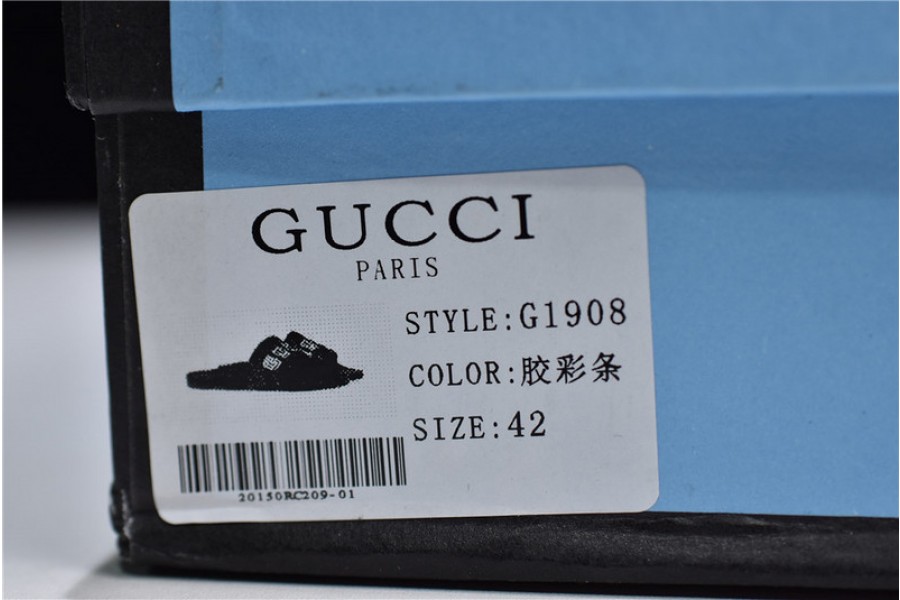 GUCCI
PARIS
STYLE:G1908
COLOR:胶彩条
SIZE:42
20150RC209-01